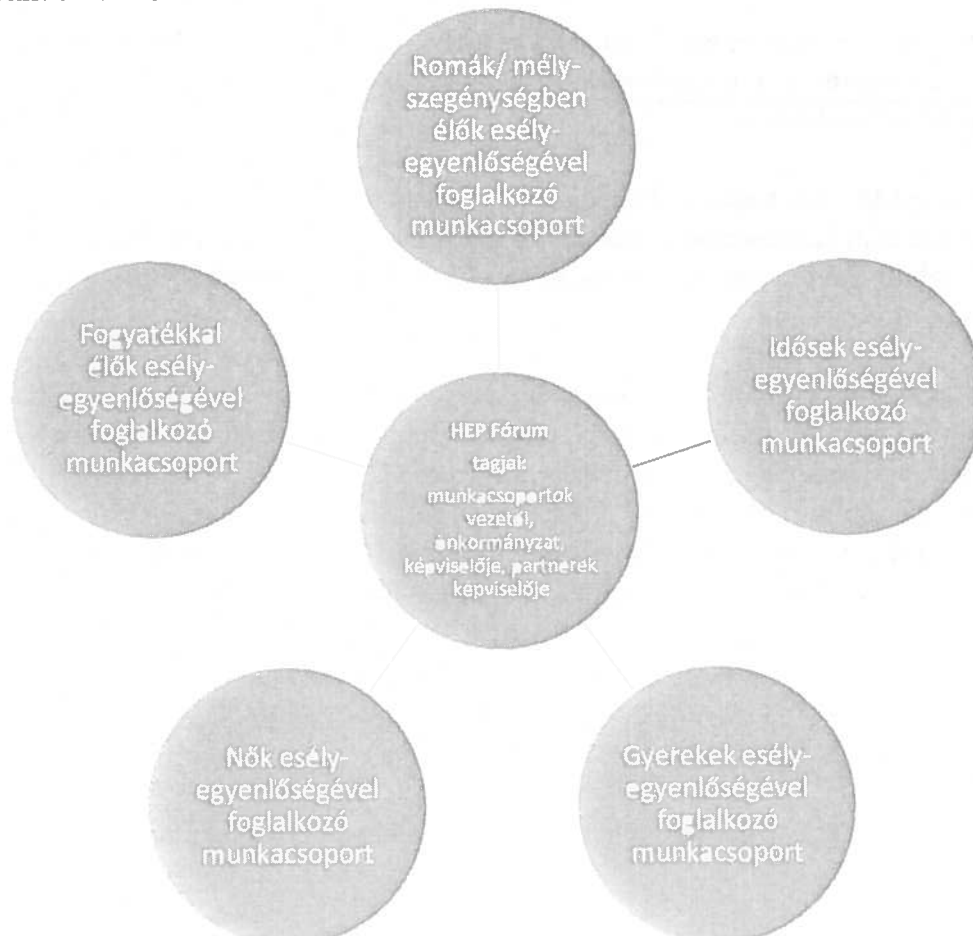 Romák/ mély-
szegénységben
élők esély-
egyenlőségével
foglalkozó
munkacsoport
Fogyatékkal
élők esély-
egyenlőségével
foglalkozó
munkacsoport
Idősek esély-
egyenlőségével
foglalkozó
munkacsoport
HEP Fórum
tagjai:
munkacsoportok
vezetői,
önkormányzat
képviselője, partnerek
képviselője
Nők esély-
egyenlőségével
foglalkozó
munkacsoport
Gyerekek esély-
egyenlőségével
foglalkozó
munkacsoport